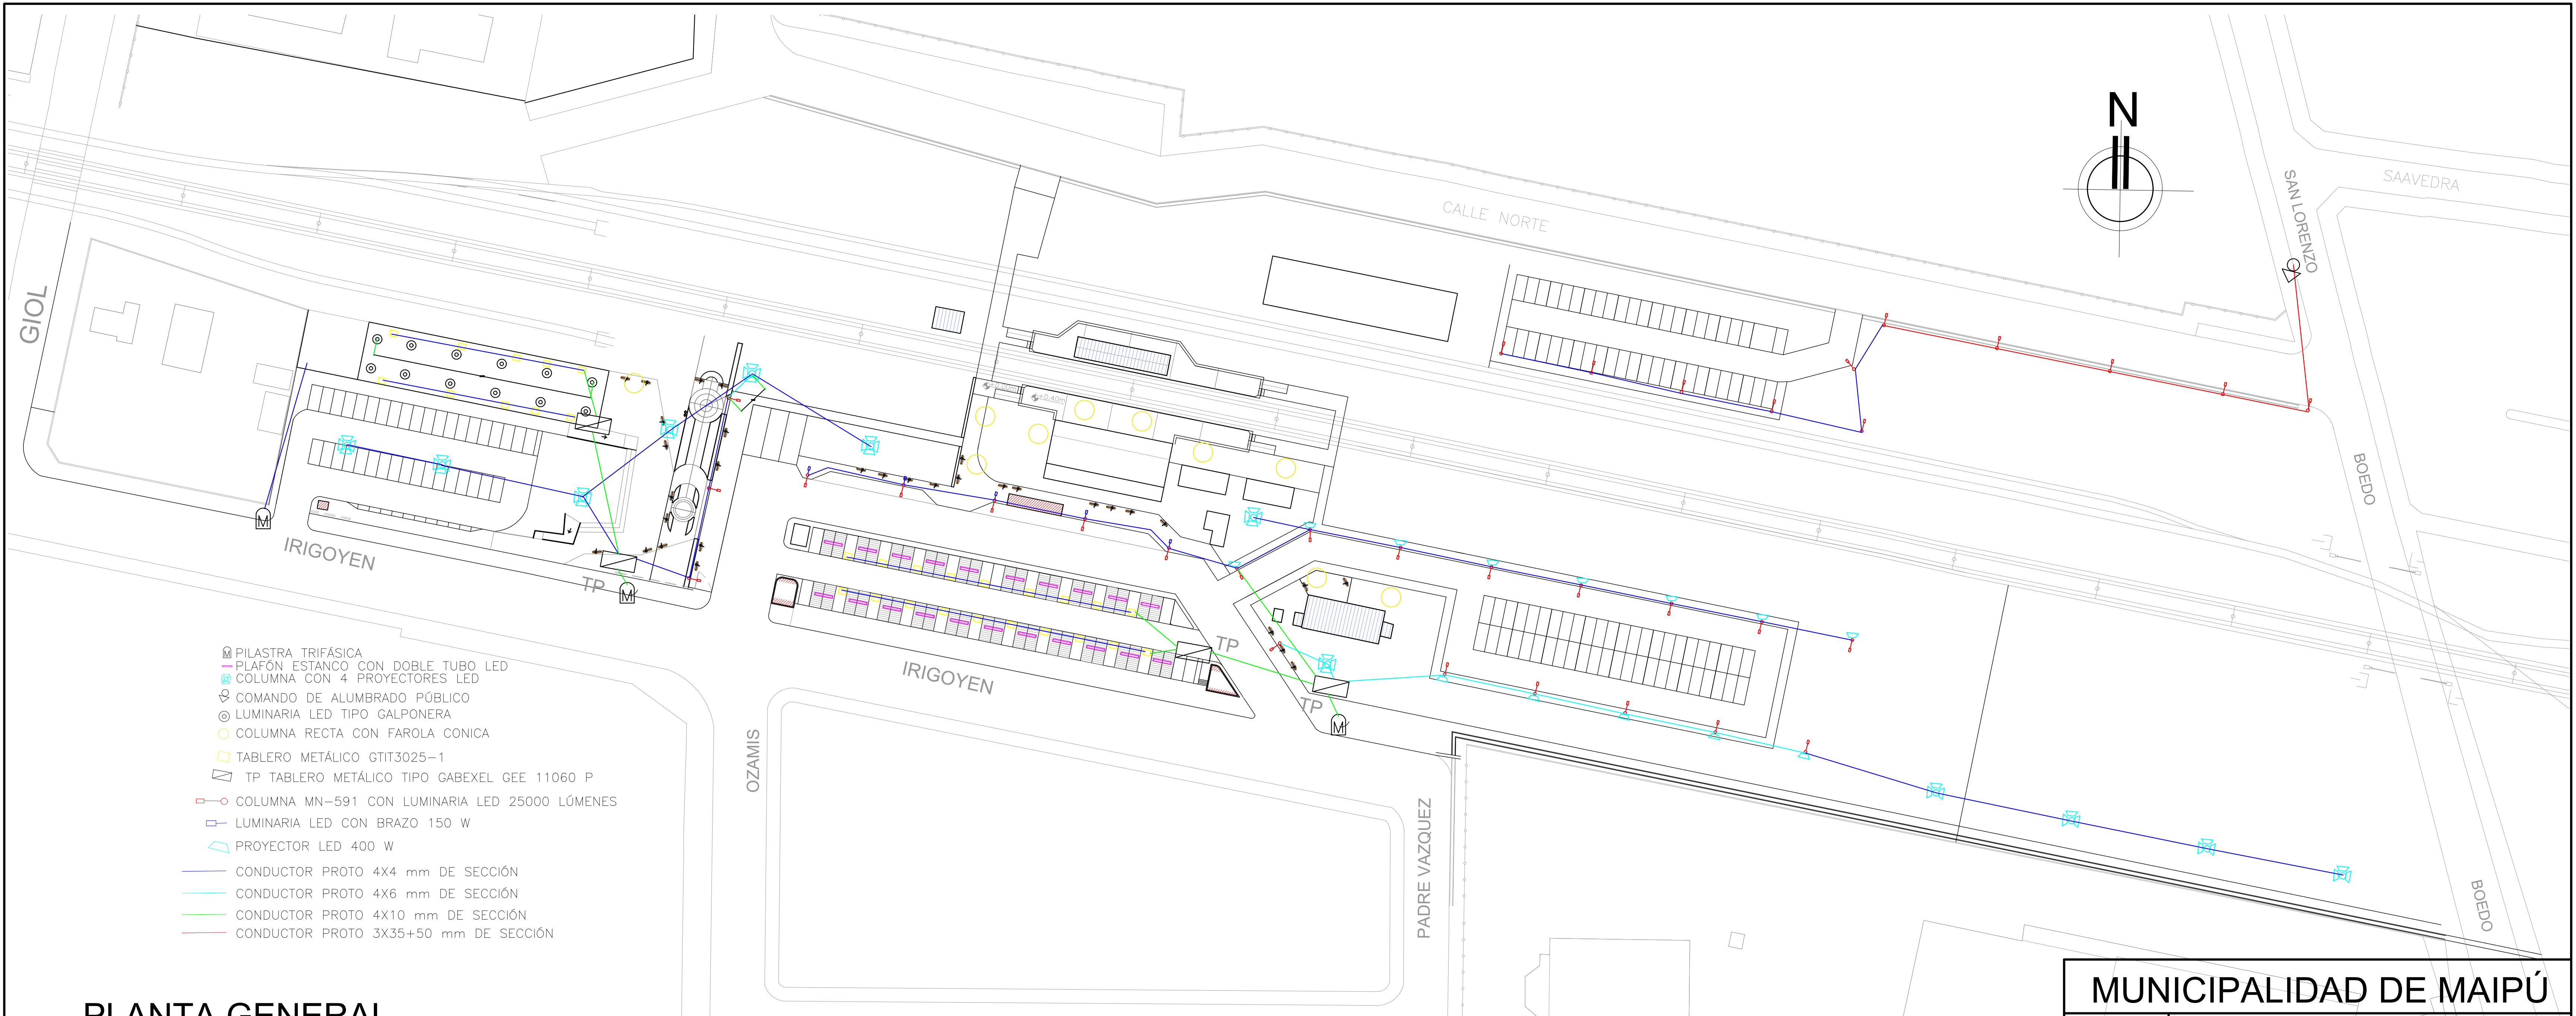 N
SAAVEDRA
SAN LORENZO
CALLE NORTE
GIOL
+0.40m
BOEDO
IRIGOYEN
M
TP
M
TP
IRIGOYEN
TP
M
M PILASTRA TRIFÁSICA
PLAFÓN ESTANCO CON DOBLE TUBO LED
COLUMNA CON 4 PROYECTORES LED
COMANDO DE ALUMBRADO PÚBLICO
LUMINARIA LED TIPO GALPONERA
COLUMNA RECTA CON FAROLA CONICA
TABLERO METÁLICO GTIT3025-1
TP TABLERO METÁLICO TIPO GABEXEL GEE 11060 P
COLUMNA MN-591 CON LUMINARIA LED 25000 LÚMENES
LUMINARIA LED CON BRAZO 150 W
PROYECTOR LED 400 W
CONDUCTOR PROTO 4X4 mm DE SECCIÓN
CONDUCTOR PROTO 4X6 mm DE SECCIÓN
CONDUCTOR PROTO 4X10 mm DE SECCIÓN
CONDUCTOR PROTO 3X35+50 mm DE SECCIÓN
OZAMIS
PADRE VAZQUEZ
BOEDO
PLANTA GENERAL
MUNICIPALIDAD DE MAIPÚ